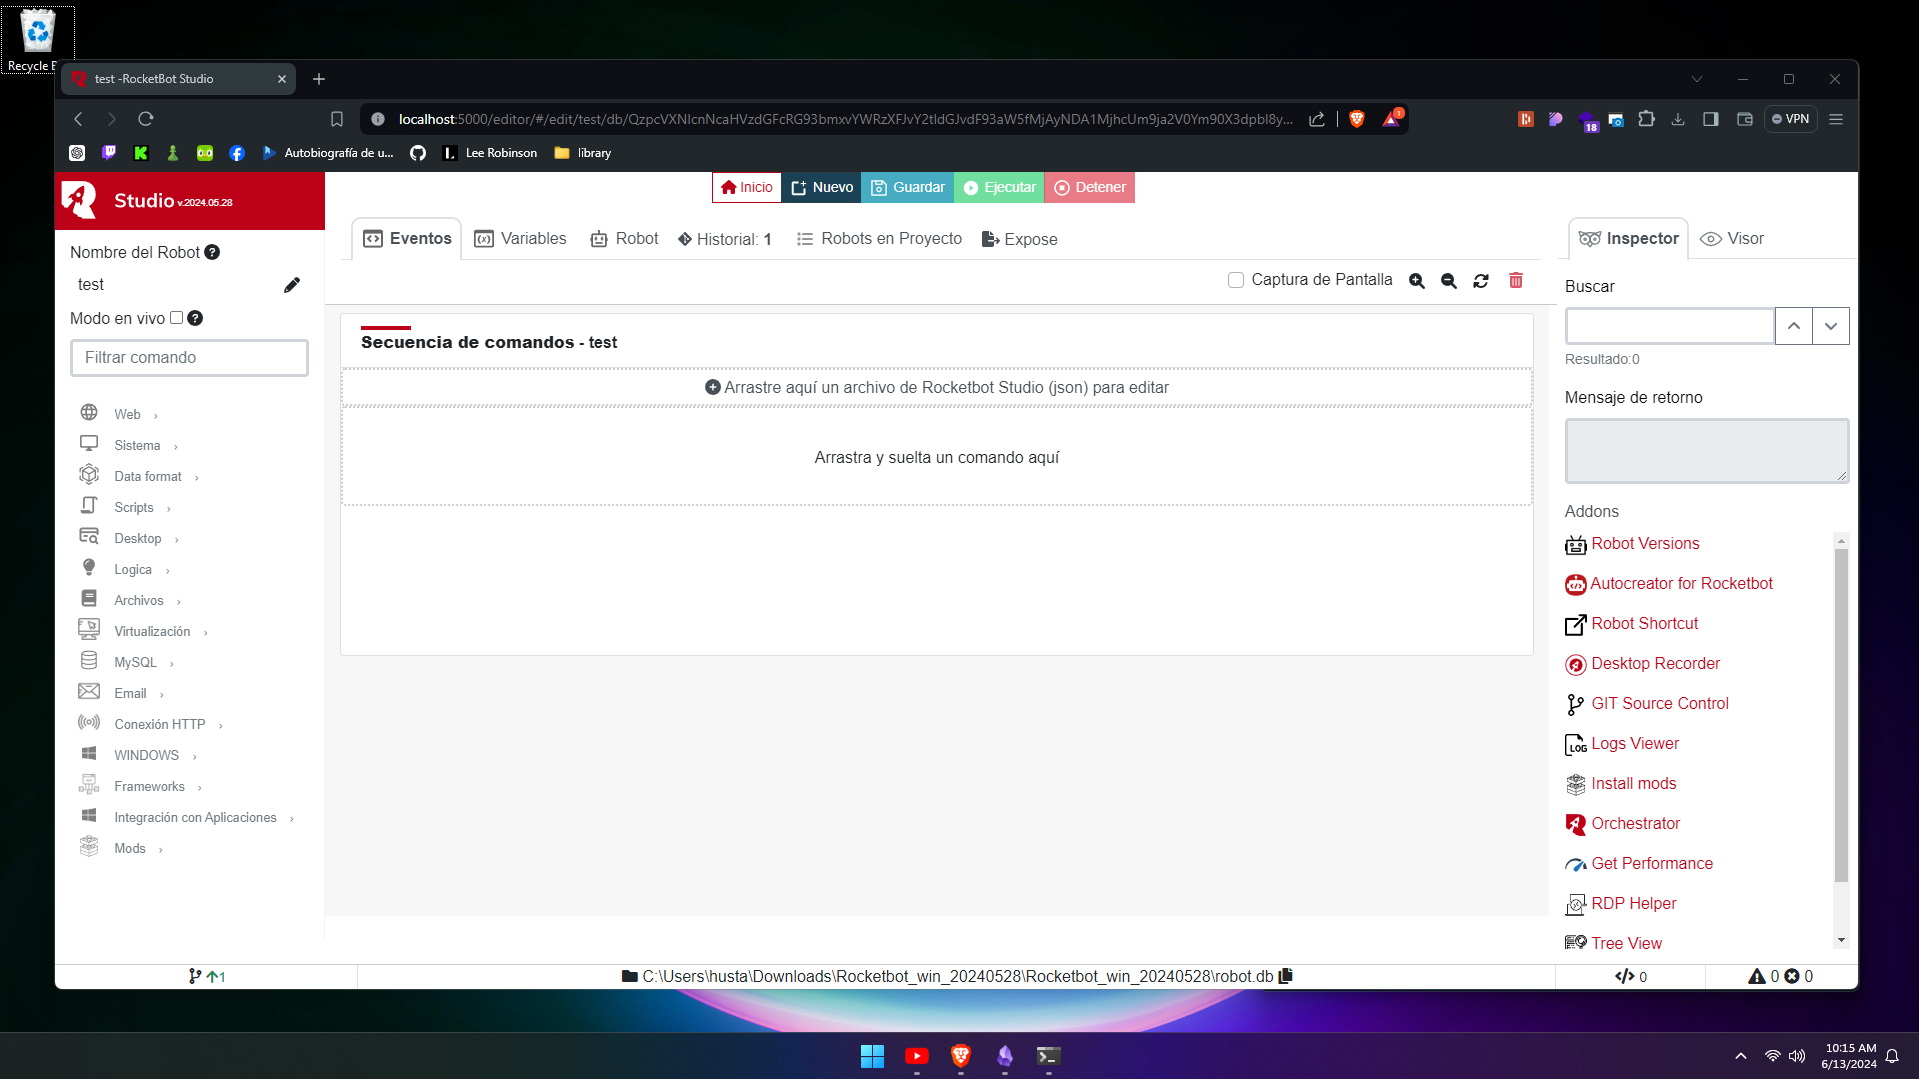 Recycle B
test -RocketBot Studio
localhost:5000/editor/#/edit/test/db/
1
18
VPN
Autobiografía de u...
Lee Robinson
library
Studio v.2024.05.28
Inicio
Nuevo
Guardar
Ejecutar
Detener
Nombre del Robot
test
Modo en vivo
Filtrar comando
Web
Sistema
Data format
Scripts
Desktop
Logica
Archivos
Virtualización
MySQL
Email
Conexión HTTP
WINDOWS
Frameworks
Integración con Aplicaciones
Mods
Eventos
Variables
Robot
Historial: 1
Robots en Proyecto
Expose
Captura de Pantalla
Secuencia de comandos - test
Arrastre aquí un archivo de Rocketbot Studio (json) para editar
Arrastra y suelta un comando aquí
Inspector
Visor
Buscar
Resultado:0
Mensaje de retorno
Addons
Robot Versions
Autocreator for Rocketbot
Robot Shortcut
Desktop Recorder
GIT Source Control
LOG
Logs Viewer
Install mods
Orchestrator
Get Performance
RDP Helper
Tree View
1
C:\Users\husta\Downloads\Rocketbot_win_20240528\Rocketbot_win_20240528\robot.db
0
0
0
10:15 AM
6/13/2024